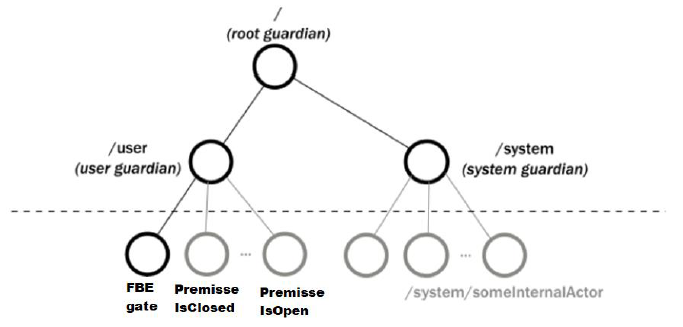 /
(root guardian)
/user
(user guardian)
/system
(system guardian)
...
...
FBE
gate
Premisse
IsClosed
Premisse
IsOpen
/system/someInternalActor